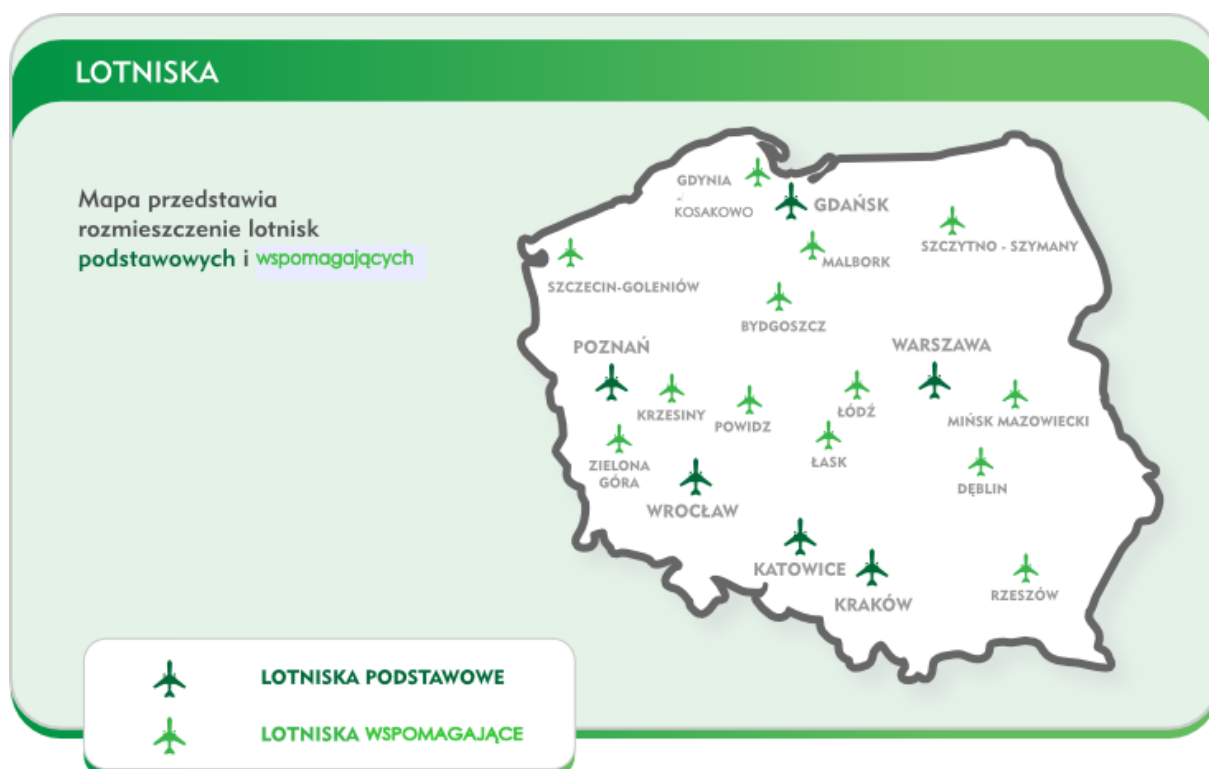 LOTNISKA
Mapa przedstawia
rozmieszczenie lotnisk
podstawowych i wspomagających
GDYNIA
-
KOSAKOWO
GDAŃSK
SZCZYTNO - SZYMANY
MALBORK
SZCZECIN-GOLENIÓW
BYDGOSZCZ
POZNAŃ
WARSZAWA
KRZESINY
POWIDZ
ŁÓDŹ
MIŃSK MAZOWIECKI
ZIELONA
GÓRA
ŁASK
DĘBLIN
WROCŁAW
KATOWICE
KRAKÓW
RZESZÓW
LOTNISKA PODSTAWOWE
LOTNISKA WSPOMAGAJĄCE